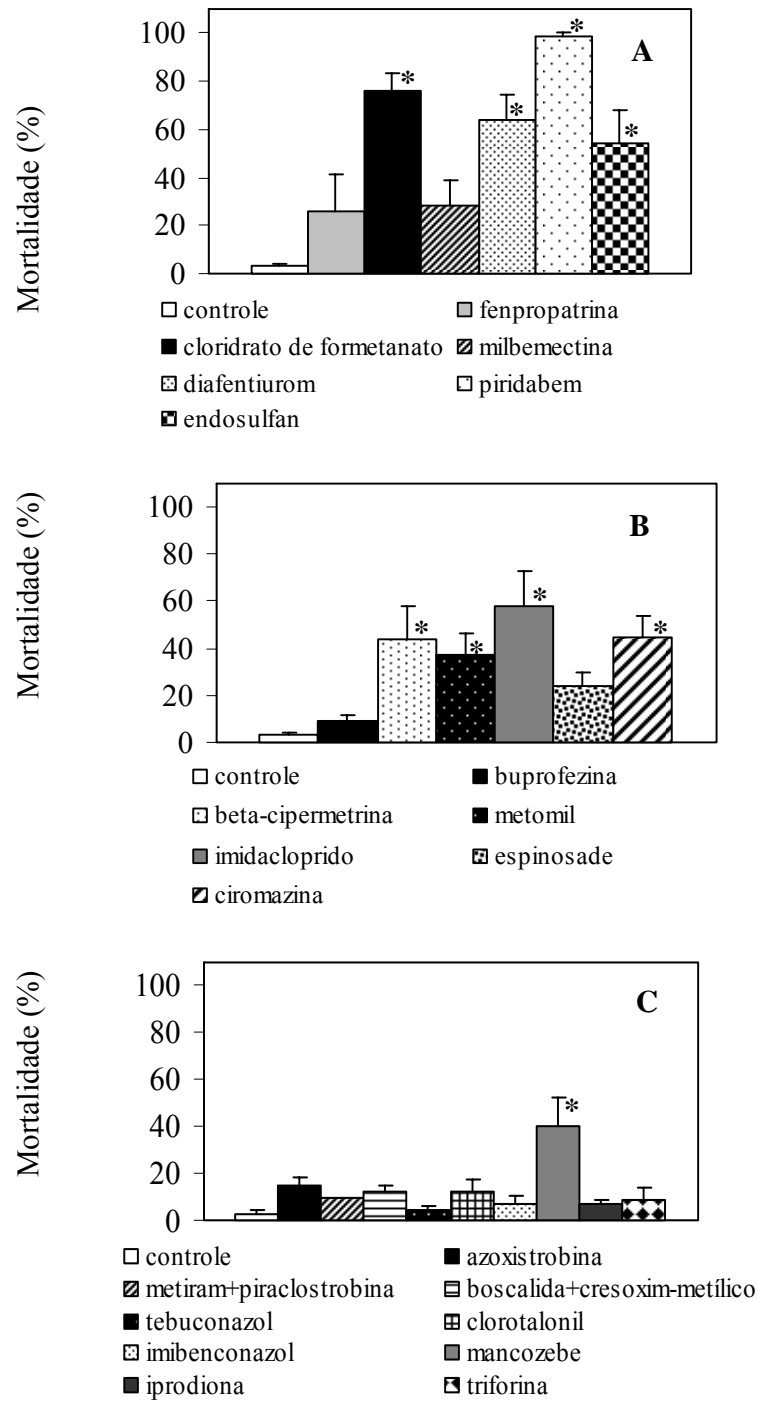 Mortalidade (%)
100
80
60
40
20
0
A
*
*
*
*
controle
fenpropatrina
cloridrato de formetanato
milbemectina
diafentiurom
piridabem
endosulfan
Mortalidade (%)
100
80
60
40
20
0
B
*
*
*
*
controle
buprofezina
beta-cipermetrina
metomil
imidacloprido
espinosade
ciromazina
Mortalidade (%)
100
80
60
40
20
0
C
*
controle
azoxistrobina
metiram+piraclostrobina
boscalida+cresoxim-metílico
tebuconazol
clorotalonil
imibenconazol
mancozebe
iprodiona
triforina